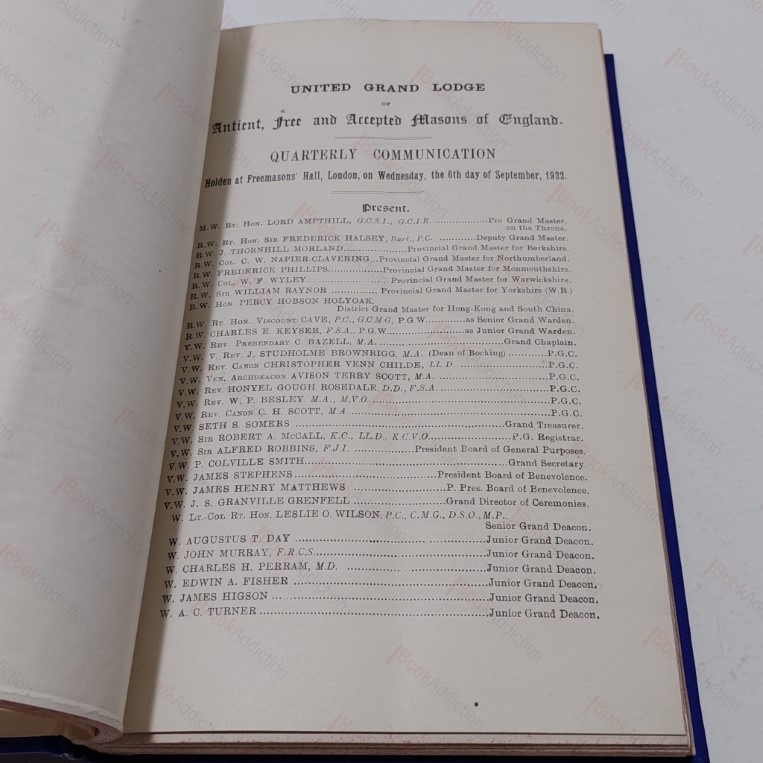 UNITED GRAND LODGE
OF
Antient, Free and Accepted Masons of England.
QUARTERLY COMMUNICATION
Holden at Freemasons' Hall, London, on Wednesday, the 6th day of September, 1922.
Present.
M.W. RT. HON. LORD AMPTHILL, G.C.S.I., G.C.I.E. ................Pro Grand Master,
on the Throne.
R.W. RT. HON. SIR FREDERICK HALSEY, Bart., P.C. ............Deputy Grand Master.
R.W. J. THORNHILL MORLAND....................Provincial Grand Master for Berkshire.
R.W. COL. C. W. NAPIER-CLAVERING...Provincial Grand Master for Northumberland.
R.W. FREDERICK PHILLIPS............Provincial Grand Master for Monmouthshire.
R.W. COL. W. F. WYLEY ....................Provincial Grand Master for Warwickshire.
R.W. SIR WILLIAM RAYNOR ............ Provincial Grand Master for Yorkshire (W.R.)
R.W. HON. PERCY HOBSON HOLYOAK,
District Grand Master for Hong-Kong and South China.
R.W. RT. HON. VISCOUNT CAVE, P.C., G.C.M.G., P.G.W.........as Senior Grand Warden.
R.W. CHARLES E. KEYSER, F.S.A., P.G.W.................as Junior Grand Warden.
V.W. REV. PREBENDARY C. BAZELL, M.A. ..........................Grand Chaplain.
V.W. V. REV. J. STUDHOLME BROWNRIGG, M.A. (Dean of Bocking) ............P.G.C.
V.W. REV. CANON CHRISTOPHER VENN CHILDE, LL.D. ..................P.G.C.
V.W. VEN. ARCHDEACON AVISON TERRY SCOTT, M.A. ........................P.G.C.
V.W. REV. HONYEL GOUGH ROSEDALE, D.D., F.S.A. .......................P.G.C.
V.W. REV. W. P. BESLEY, M.A., M.V.O. ....................................P.G.C.
V.W. REV. CANON C. H. SCOTT, M.A. ........................................P.G.C.
V.W. SETH S. SOMERS ..........................................Grand Treasurer.
V.W. SIR ROBERT A. McCALL, K.C., LL.D., K.C.V.O.................P.G. Registrar.
V.W. SIR ALFRED ROBBINS, F.J.I. ............President Board of General Purposes.
V.W. P. COLVILLE SMITH..........................................Grand Secretary.
V.W. JAMES STEPHENS............................President Board of Benevolence.
V.W. JAMES HENRY MATTHEWS ....................P. Pres. Board of Benevolence.
V.W. J. S. GRANVILLE GRENFELL ..................Grand Director of Ceremonies.
W. LT.-COL. RT. HON. LESLIE O. WILSON, P.C., C.M.G., D.S.O., M.P.,
Senior Grand Deacon.
W. AUGUSTUS T. DAY ......................................Junior Grand Deacon.
W. JOHN MURRAY, F.R.C.S...................................Junior Grand Deacon.
W. CHARLES H. PERRAM, M.D. ............................Junior Grand Deacon.
W. EDWIN A. FISHER ........................................Junior Grand Deacon.
W. JAMES HIGSON ............................................Junior Grand Deacon.
W. A. C. TURNER ..............................................Junior Grand Deacon.
BookAddiction